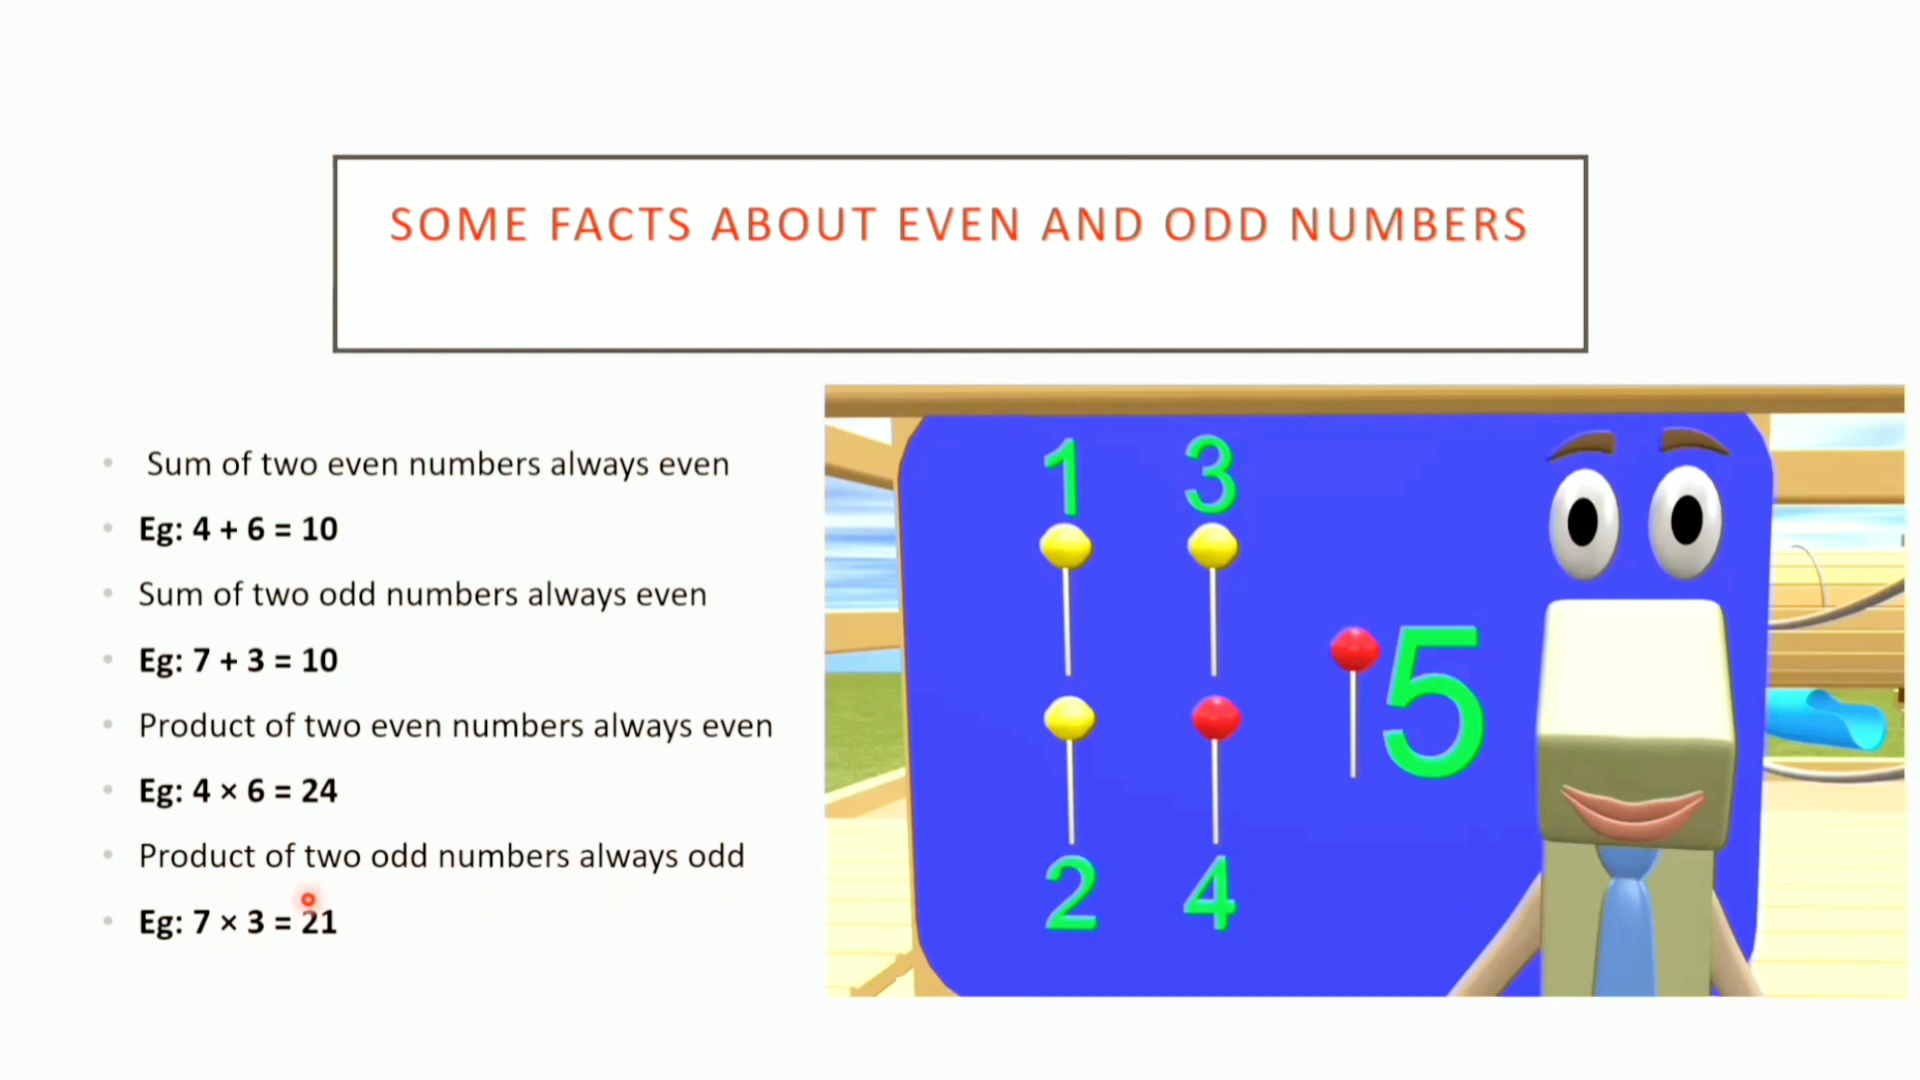 SOME FACTS ABOUT EVEN AND ODD NUMBERS
Sum of two even numbers always even
Eg: 4 + 6 = 10
Sum of two odd numbers always even
Eg: 7 + 3 = 10
Product of two even numbers always even
Eg: 4 × 6 = 24
Product of two odd numbers always odd
Eg: 7 × 3 = 21
1 3
5
2 4